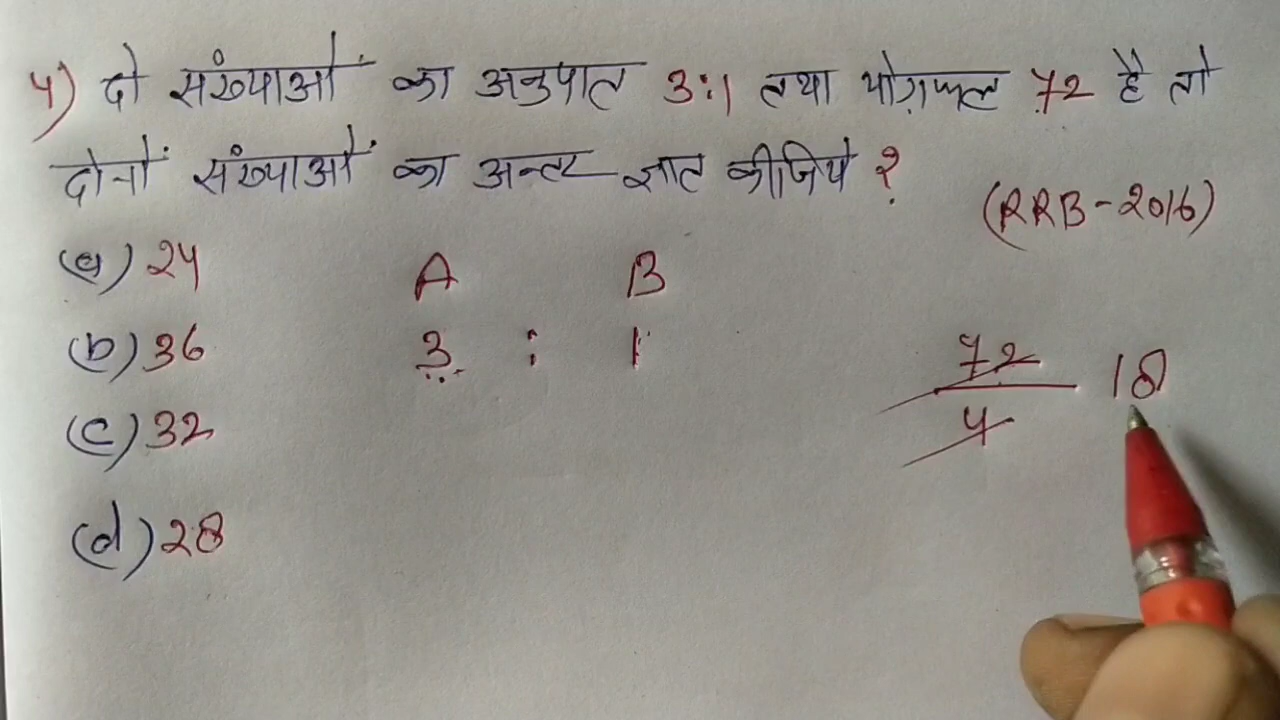 4) दो संख्याओं का अनुपात 3:1 तथा योगफल 72 है तो
दोनों संख्याओं का अन्तर ज्ञात कीजिये ?
(RRB-2016)
(a) 24
(b) 36
(c) 32
(d) 28
A B
3 : 1
72
4
18